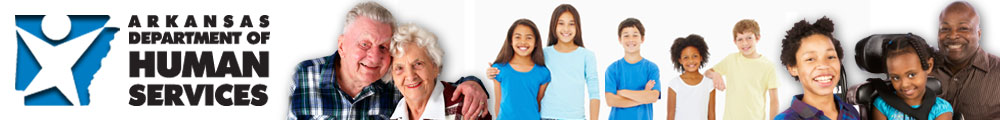 ARKANSAS
DEPARTMENT OF
HUMAN
SERVICES